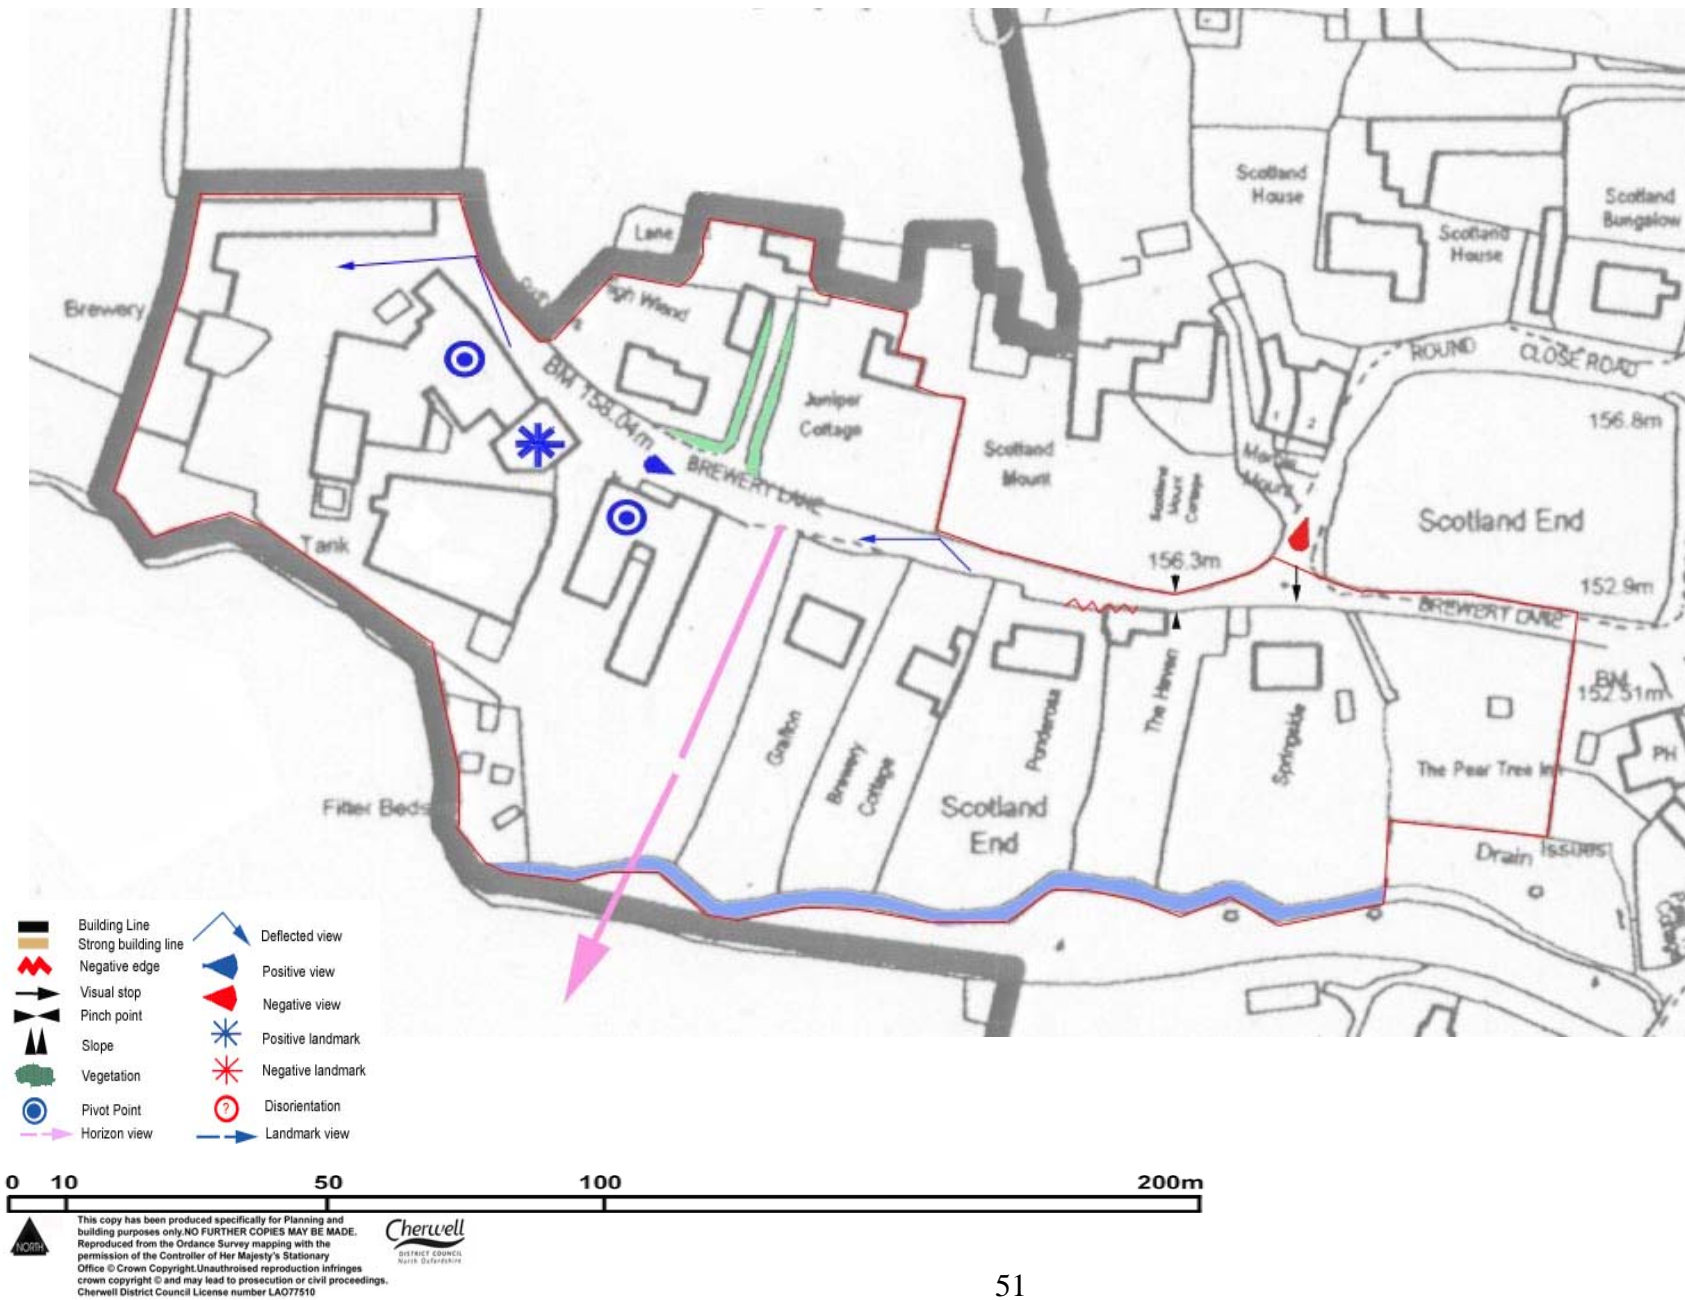 Brewery
Lane
BM 158.04m
BREWERY LANE
Juniper
Cottage
Scotland
Mount
Scotland
Mount
Cottage
156.3m
Scotland
House
Scotland
House
Scotland
Bungalow
ROUND
CLOSE ROAD
1
2
Mount
156.8m
Scotland End
152.9m
BREWERY LANE
BM
152.51m
PH
The Pear Tree Inn
Drain
Issues
Tank
Filter Beds
Grafton
Brewery
Cottage
Ponderosa
The Haven
Springside
Scotland
End
Building Line
Strong building line
Negative edge
Visual stop
Pinch point
Slope
Vegetation
Pivot Point
Horizon view
Deflected view
Positive view
Negative view
Positive landmark
Negative landmark
?
Disorientation
Landmark view
0 10 50 100 200m
NORTH
This copy has been produced specifically for Planning and
building purposes only.NO FURTHER COPIES MAY BE MADE.
Reproduced from the Ordance Survey mapping with the
permission of the Controller of Her Majesty's Stationary
Office © Crown Copyright.Unauthroised reproduction infringes
crown copyright © and may lead to prosecution or civil proceedings.
Cherwell District Council License number LAO77510
Cherwell
DISTRICT COUNCIL
North Oxfordshire
51